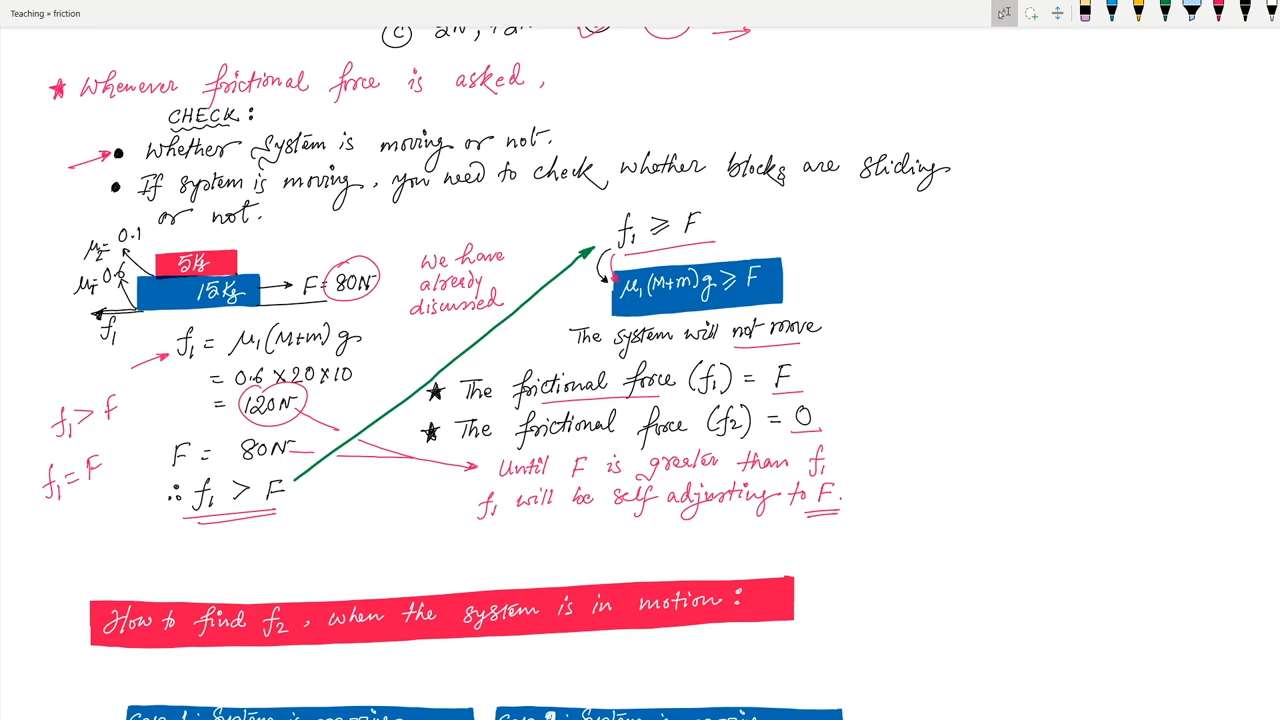 Teaching » friction
Whenever frictional force is asked,
CHECK:
Whether System is moving or not.
If system is moving, you need to check whether blocks are sliding
or not.
μ₂=0.1
5Kg
μ₁=0.6
15Kg
F=80N
f₁
We have
already
discussed
f₁ = μ₁(M+m)g
= 0.6×20×10
= 120N
F = 80N
∴ f₁ > F
f₁ > F
f₁ = F
f₁ ≥ F
μ₁(M+m)g ≥ F
The system will not move
The frictional force (f₁) = F
The frictional force (f₂) = 0
Until F is greater than f₁
f₁ will be self adjusting to F.
How to find f₂, when the system is in motion: